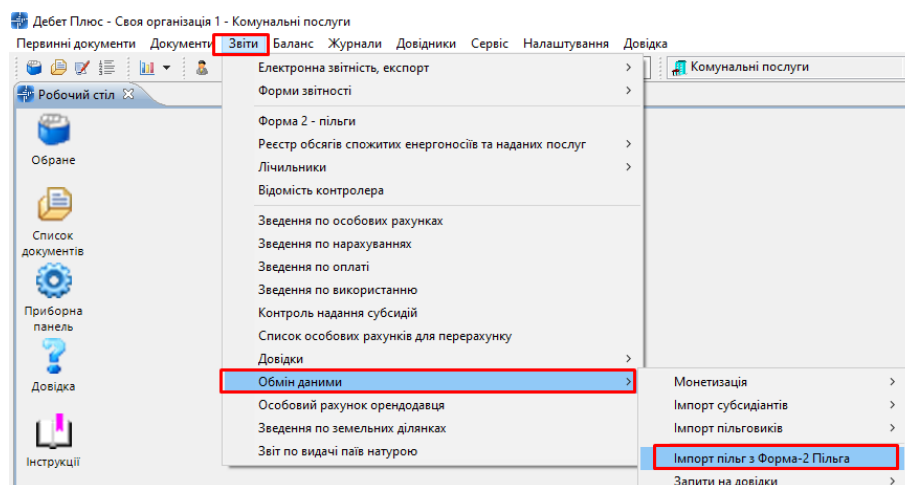 Дебет Плюс - Своя організація 1 - Комунальні послуги
Первинні документи Документи Звіти Баланс Журнали Довідники Сервіс Налаштування Довідка
Комунальні послуги
Робочий стіл
Обране
Список
документів
Приборна
панель
Довідка
Інструкції
Електронна звітність, експорт
Форми звітності
Форма 2 - пільги
Реєстр обсягів спожитих енергоносіїв та наданих послуг
Лічильники
Відомість контролера
Зведення по особових рахунках
Зведення по нарахуваннях
Зведення по оплаті
Зведення по використанню
Контроль надання субсидій
Список особових рахунків для перерахунку
Довідки
Обмін даними
Особовий рахунок орендодавця
Зведення по земельних ділянках
Звіт по видачі паїв натурою
Монетизація
Імпорт субсидіантів
Імпорт пільговиків
Імпорт пільг з Форма-2 Пільга
Запити на довідки